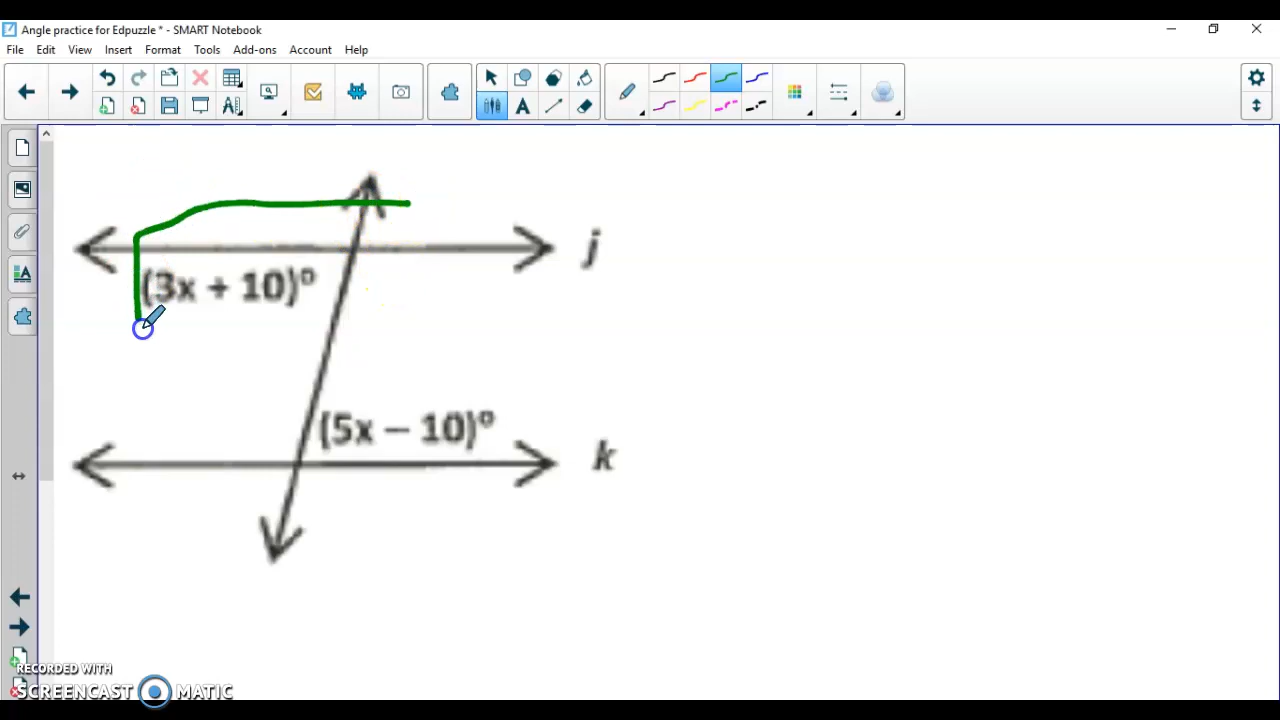 Angle practice for Edpuzzle * - SMART Notebook
File Edit View Insert Format Tools Add-ons Account Help
j
(3x + 10)º
(5x – 10)º
k
RECORDED WITH
SCREENCAST MATIC